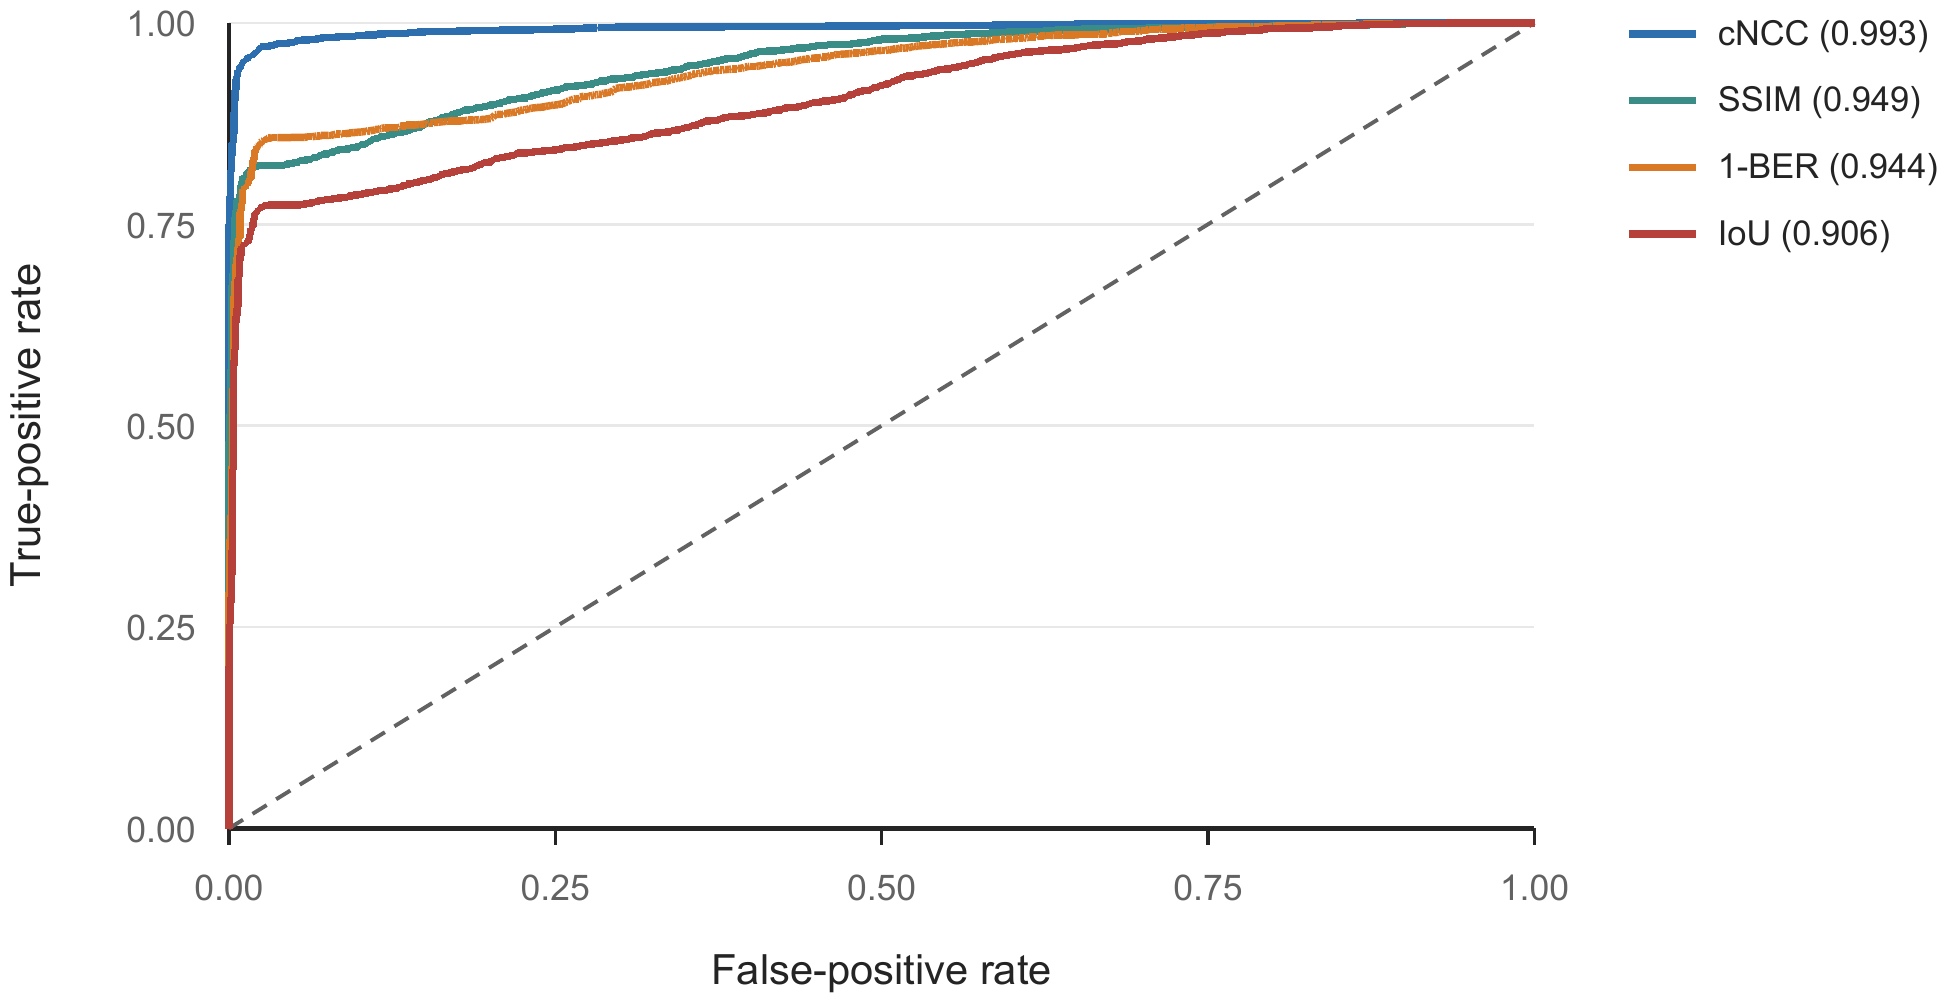 1.00
0.75
0.50
0.25
0.00
0.00 0.25 0.50 0.75 1.00
True-positive rate
False-positive rate
cNCC (0.993)
SSIM (0.949)
1-BER (0.944)
IoU (0.906)